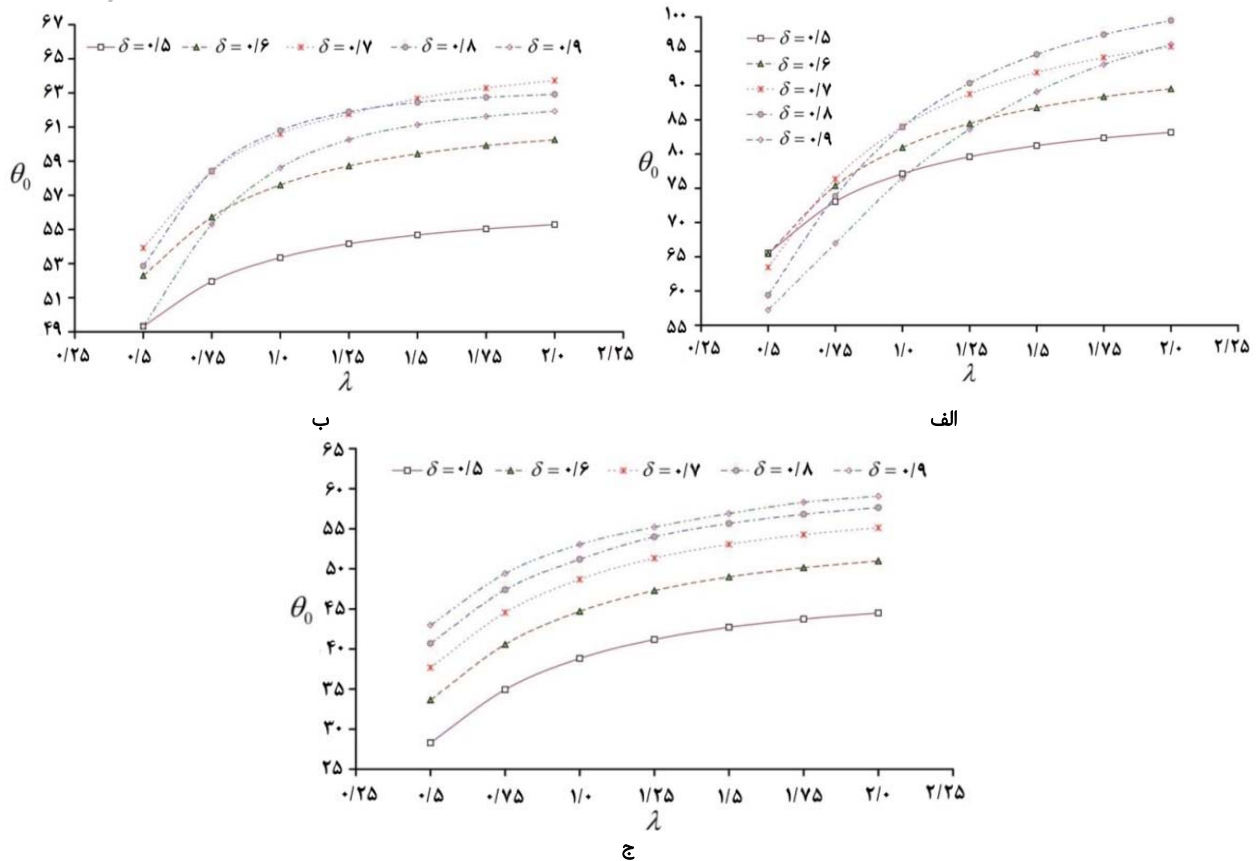 ۶۷
۶۵
۶۳
۶۱
۵۹
۵۷
۵۵
۵۳
۵۱
۴۹
θ₀
δ = ۰/۵ δ = ۰/۶ δ = ۰/۷ δ = ۰/۸ δ = ۰/۹
۰/۲۵ ۰/۵ ۰/۷۵ ۱/۰ ۱/۲۵ ۱/۵ ۱/۷۵ ۲/۰ ۲/۲۵
λ
ب
۱۰۰
۹۵
۹۰
۸۵
۸۰
۷۵
۷۰
۶۵
۶۰
۵۵
θ₀
δ = ۰/۵
δ = ۰/۶
δ = ۰/۷
δ = ۰/۸
δ = ۰/۹
۰/۲۵ ۰/۵ ۰/۷۵ ۱/۰ ۱/۲۵ ۱/۵ ۱/۷۵ ۲/۰ ۲/۲۵
λ
الف
۶۵
۶۰
۵۵
۵۰
۴۵
۴۰
۳۵
۳۰
۲۵
θ₀
δ = ۰/۵ δ = ۰/۶ δ = ۰/۷ δ = ۰/۸ δ = ۰/۹
۰/۲۵ ۰/۵ ۰/۷۵ ۱/۰ ۱/۲۵ ۱/۵ ۱/۷۵ ۲/۰ ۲/۲۵
λ
ج